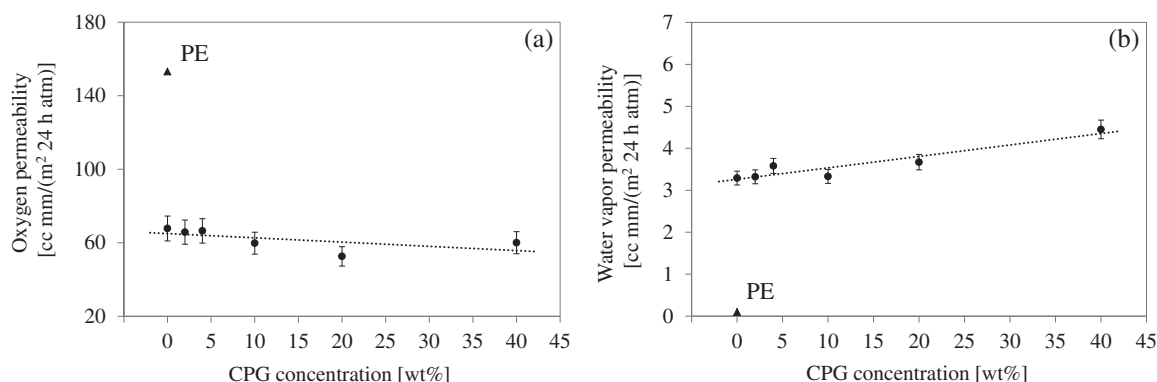 Oxygen permeability
[cc mm/(m² 24 h atm)]
180
140
100
60
20
(a)
PE
0 5 10 15 20 25 30 35 40 45
CPG concentration [wt%]
Water vapor permeability
[cc mm/(m² 24 h atm)]
7
6
5
4
3
2
1
0
(b)
PE
0 5 10 15 20 25 30 35 40 45
CPG concentration [wt%]